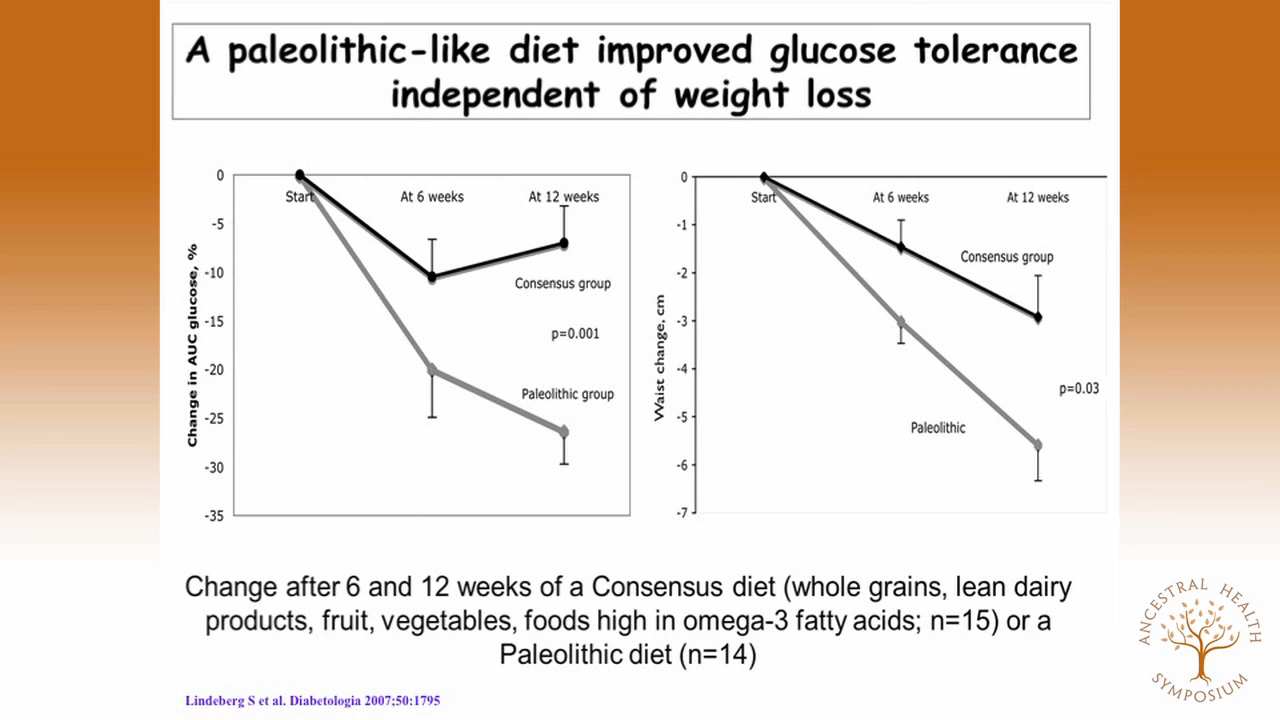 A paleolithic-like diet improved glucose tolerance
independent of weight loss
Change in AUC glucose, %
0
-5
-10
-15
-20
-25
-30
-35
Start
At 6 weeks
At 12 weeks
Consensus group
p=0.001
Paleolithic group
Waist change, cm
0
-1
-2
-3
-4
-5
-6
-7
Start
At 6 weeks
At 12 weeks
Consensus group
p=0.03
Paleolithic
Change after 6 and 12 weeks of a Consensus diet (whole grains, lean dairy
products, fruit, vegetables, foods high in omega-3 fatty acids; n=15) or a
Paleolithic diet (n=14)
Lindeberg S et al. Diabetologia 2007;50:1795
ANCESTRAL HEALTH
SYMPOSIUM